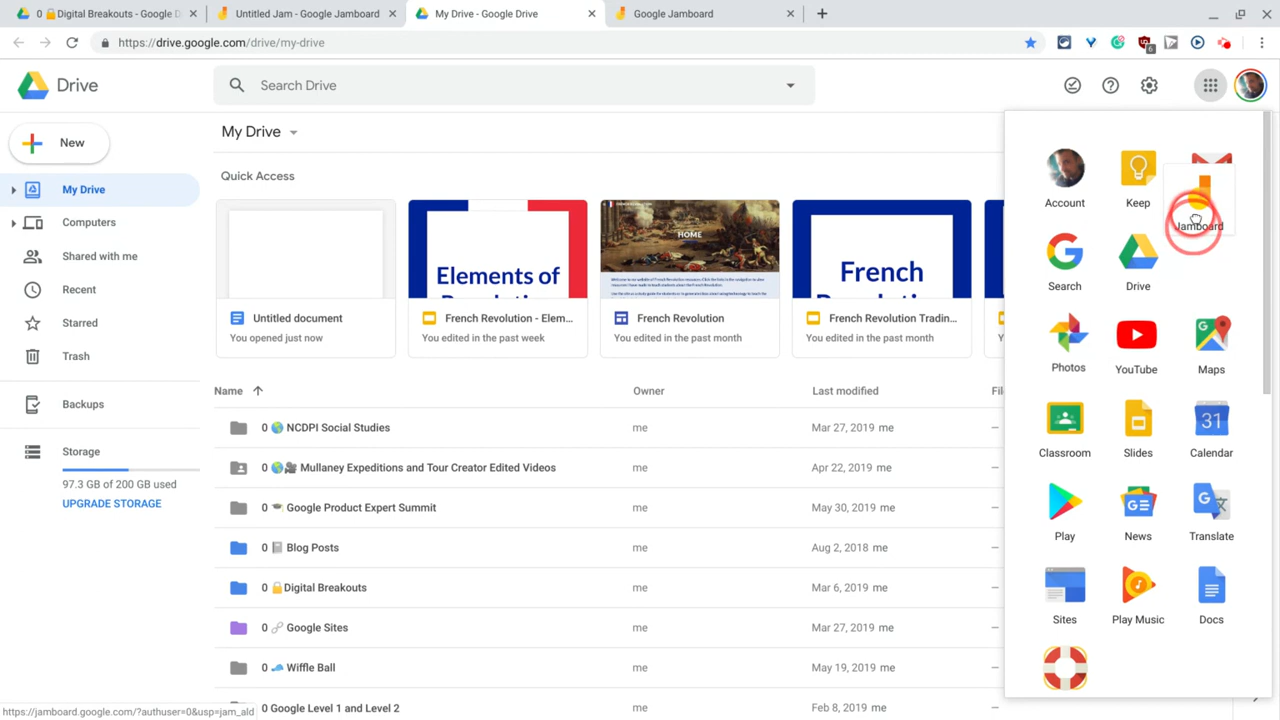 0 🔒Digital Breakouts - Google D
Untitled Jam - Google Jamboard
My Drive - Google Drive
Google Jamboard
https://drive.google.com/drive/my-drive
6
Drive
Search Drive
New
My Drive
Computers
Shared with me
Recent
Starred
Trash
Backups
Storage
97.3 GB of 200 GB used
UPGRADE STORAGE
My Drive
Quick Access
Elements of
HOME
French
Untitled document
You opened just now
French Revolution - Elem...
You edited in the past week
French Revolution
You edited in the past month
French Revolution Tradin...
You edited in the past month
Name
Owner
Last modified
Fil
0 🌎 NCDPI Social Studies
me
Mar 27, 2019 me
–
0 🌎🎥 Mullaney Expeditions and Tour Creator Edited Videos
me
Apr 22, 2019 me
–
0 🎓 Google Product Expert Summit
me
May 30, 2019 me
–
0 📓 Blog Posts
me
Aug 2, 2018 me
–
0 🔒Digital Breakouts
me
Mar 6, 2019 me
–
0 🔗 Google Sites
me
Mar 27, 2019 me
–
0 🧢 Wiffle Ball
me
May 19, 2019 me
–
0 Google Level 1 and Level 2
me
Feb 8, 2019 me
–
Account
Keep
Jamboard
Search
Drive
Photos
YouTube
Maps
Classroom
Slides
31
Calendar
Play
News
Translate
Sites
Play Music
Docs
https://jamboard.google.com/?authuser=0&usp=jam_ald